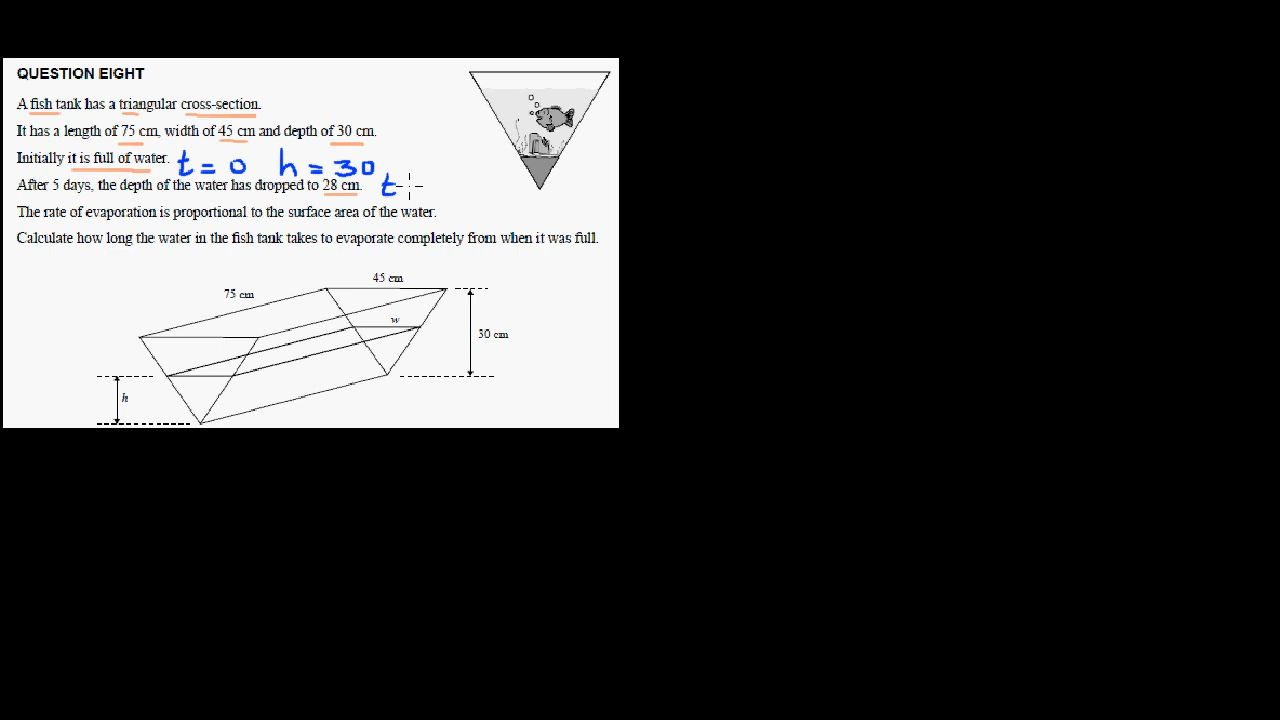 QUESTION EIGHT
A fish tank has a triangular cross-section.
It has a length of 75 cm, width of 45 cm and depth of 30 cm.
Initially it is full of water. t = 0 h = 30
After 5 days, the depth of the water has dropped to 28 cm. t
The rate of evaporation is proportional to the surface area of the water.
Calculate how long the water in the fish tank takes to evaporate completely from when it was full.
45 cm
75 cm
w
30 cm
h